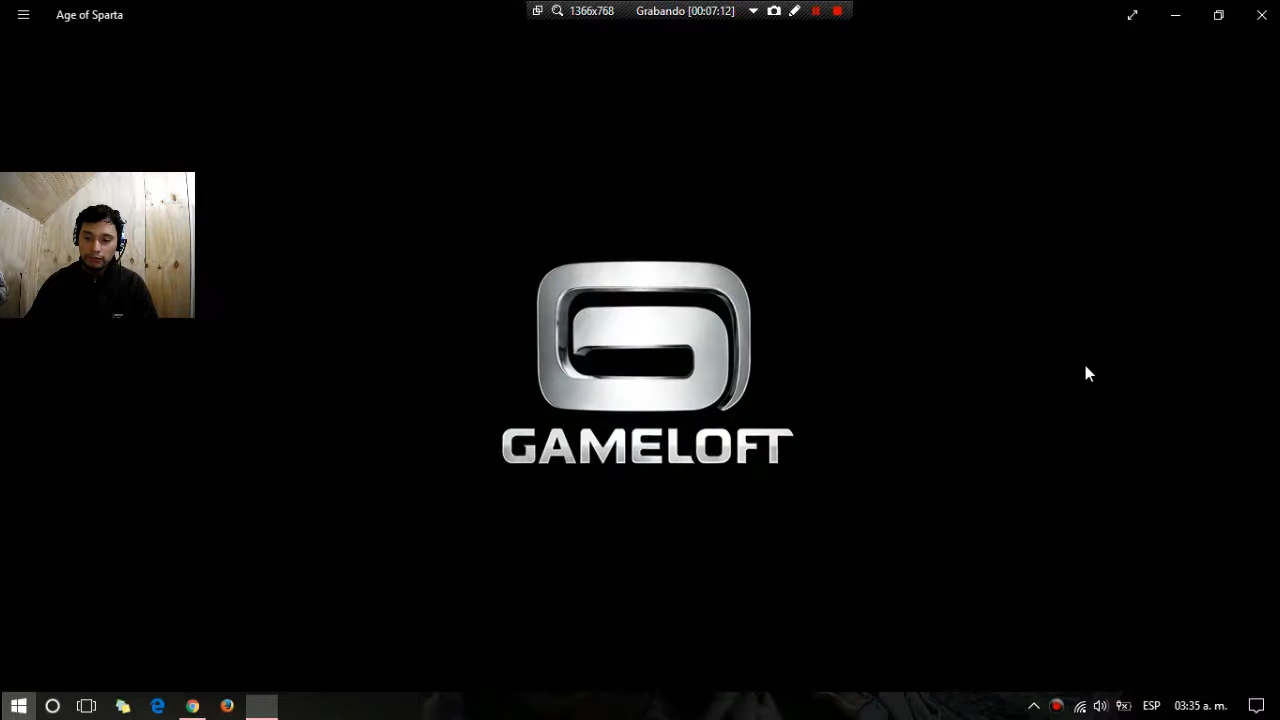 Age of Sparta
1366x768 Grabando [00:07:12]
GAMELOFT
ESP 03:35 a. m.